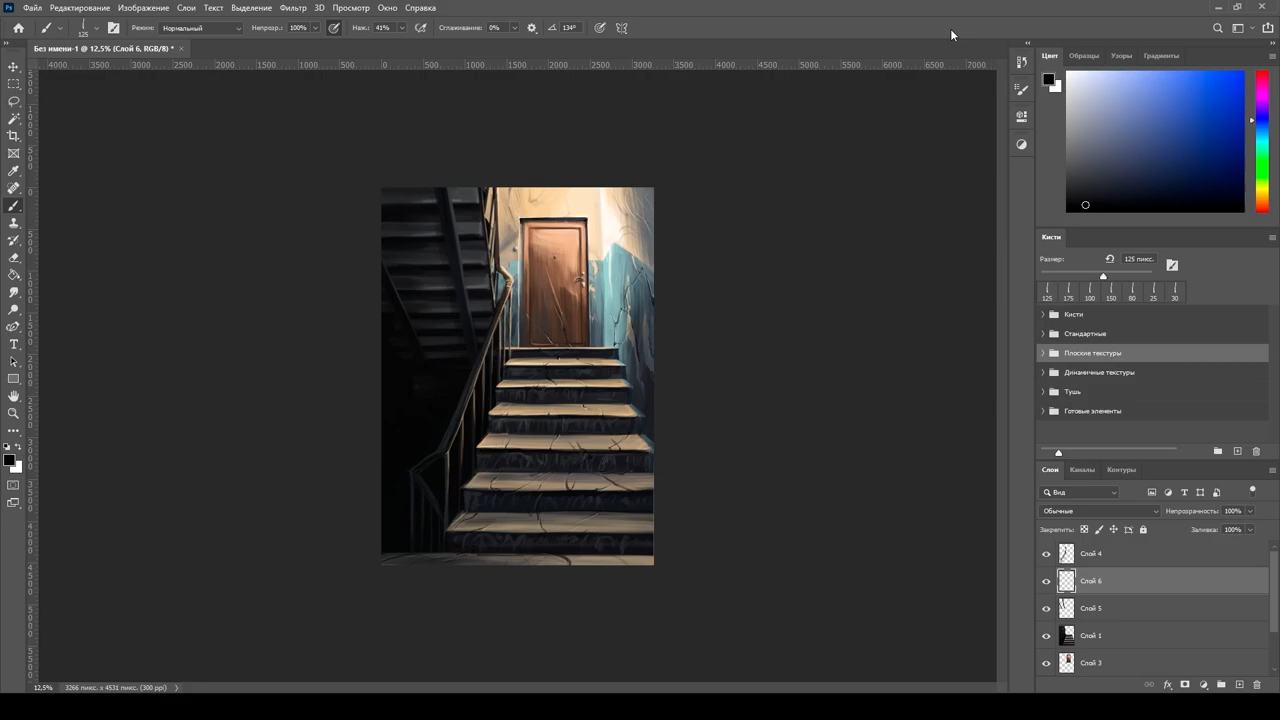 Файл Редактирование Изображение Слои Текст Выделение Фильтр 3D Просмотр Окно Справка
125 Режим: Нормальный Непрозр.: 100% Наж.: 41% Сглаживание: 0% 134°
Без имени-1 @ 12,5% (Слой 6, RGB/8) *
4000 3500 3000 2500 2000 1500 1000 500 0 500 1000 1500 2000 2500 3000 3500 4000 4500 5000 5500 6000 6500 7000
Цвет Образцы Узоры Градиенты
Кисти
Размер: 125 пикс.
125 175 100 150 80 25 30
Кисти
Стандартные
Плоские текстуры
Динамичные текстуры
Тушь
Готовые элементы
Слои Каналы Контуры
Вид
Обычные Непрозрачность: 100%
Закрепить: Заливка: 100%
Слой 4
Слой 6
Слой 5
Слой 1
Слой 3
12,5% 3266 пикс. x 4531 пикс. (300 ppi)